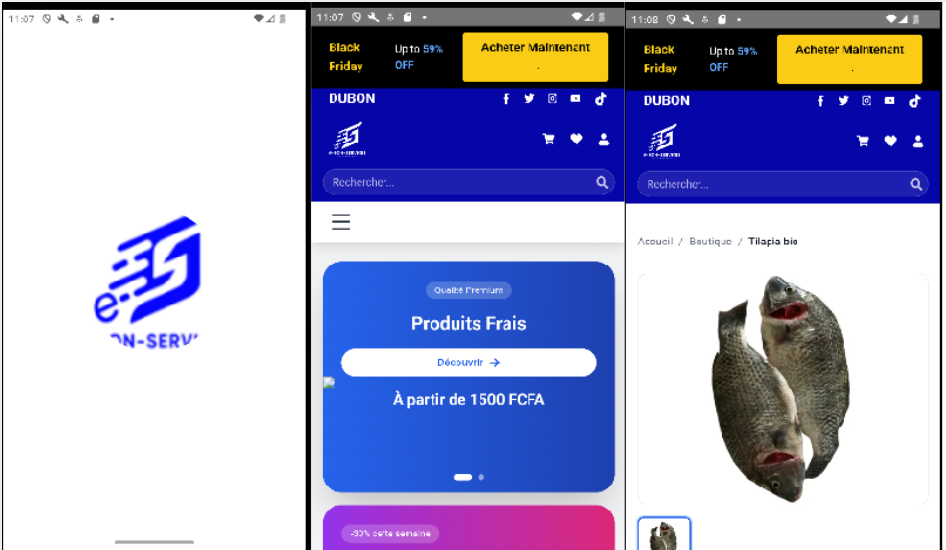 11:07
e-S
ON-SERV
11:07
Black
Friday
Up to 59%
OFF
Acheter Maintenant
.
DUBON
Rechercher...
Qualité Premium
Produits Frais
Découvrir →
À partir de 1500 FCFA
cette semaine
11:08
Black
Friday
Up to 59%
OFF
Acheter Maintenant
.
DUBON
Rechercher...
Accueil / Boutique / Tilapia bio